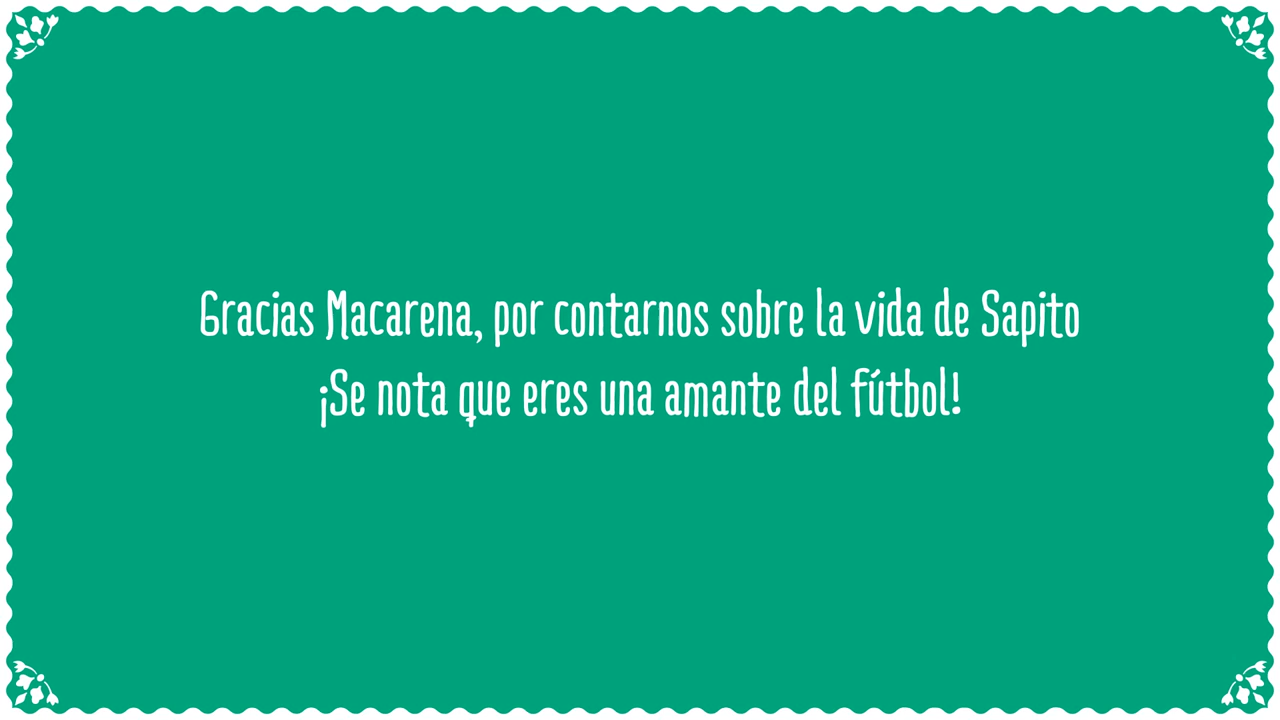 Gracias Macarena, por contarnos sobre la vida de Sapito
¡Se nota que eres una amante del fútbol!